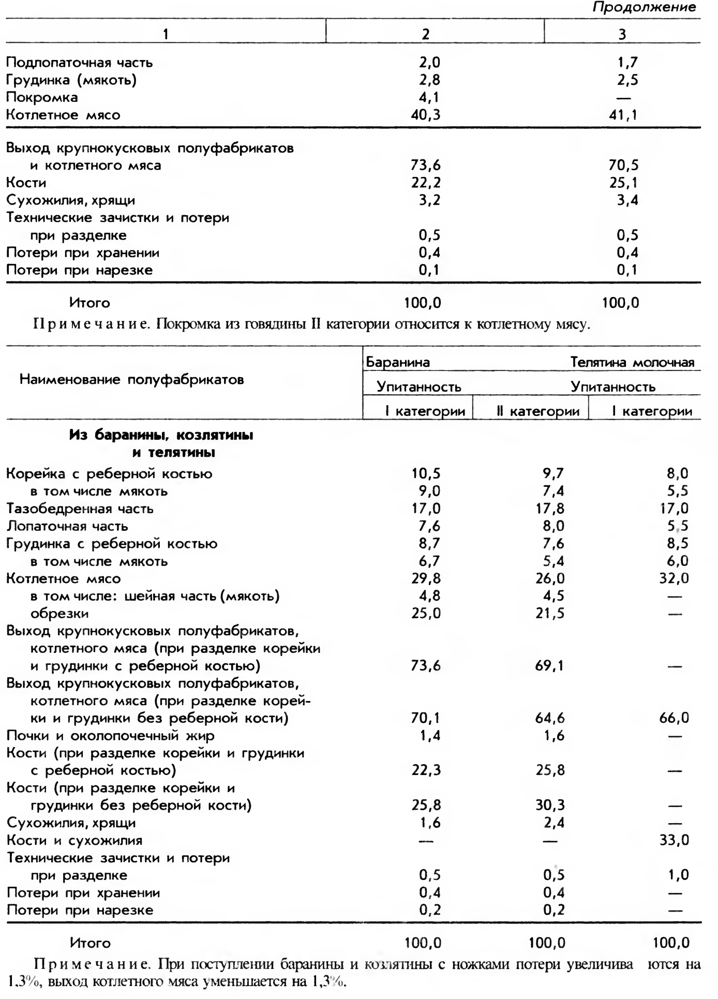 Продолжение
1 2 3
Подлопаточная часть 2,0 1,7
Грудинка (мякоть) 2,8 2,5
Покромка 4,1 —
Котлетное мясо 40,3 41,1
Выход крупнокусковых полуфабрикатов
и котлетного мяса 73,6 70,5
Кости 22,2 25,1
Сухожилия, хрящи 3,2 3,4
Технические зачистки и потери
при разделке 0,5 0,5
Потери при хранении 0,4 0,4
Потери при нарезке 0,1 0,1
Итого 100,0 100,0
Примечание. Покромка из говядины II категории относится к котлетному мясу.
Баранина Телятина молочная
Наименование полуфабрикатов
Упитанность Упитанность
I категории II категории I категории
Из баранины, козлятины
и телятины
Корейка с реберной костью 10,5 9,7 8,0
в том числе мякоть 9,0 7,4 5,5
Тазобедренная часть 17,0 17,8 17,0
Лопаточная часть 7,6 8,0 5,5
Грудинка с реберной костью 8,7 7,6 8,5
в том числе мякоть 6,7 5,4 6,0
Котлетное мясо 29,8 26,0 32,0
в том числе: шейная часть (мякоть) 4,8 4,5 —
обрезки 25,0 21,5 —
Выход крупнокусковых полуфабрикатов,
котлетного мяса (при разделке корейки
и грудинки с реберной костью) 73,6 69,1 —
Выход крупнокусковых полуфабрикатов,
котлетного мяса (при разделке корей-
ки и грудинки без реберной кости) 70,1 64,6 66,0
Почки и околопочечный жир 1,4 1,6 —
Кости (при разделке корейки и грудинки
с реберной костью) 22,3 25,8 —
Кости (при разделке корейки и
грудинки без реберной кости) 25,8 30,3 —
Сухожилия, хрящи 1,6 2,4 —
Кости и сухожилия — — 33,0
Технические зачистки и потери
при разделке 0,5 0,5 1,0
Потери при хранении 0,4 0,4 —
Потери при нарезке 0,2 0,2 —
Итого 100,0 100,0 100,0
Примечание. При поступлении баранины и козлятины с ножками потери увеличива ются на
1,3%, выход котлетного мяса уменьшается на 1,3%.